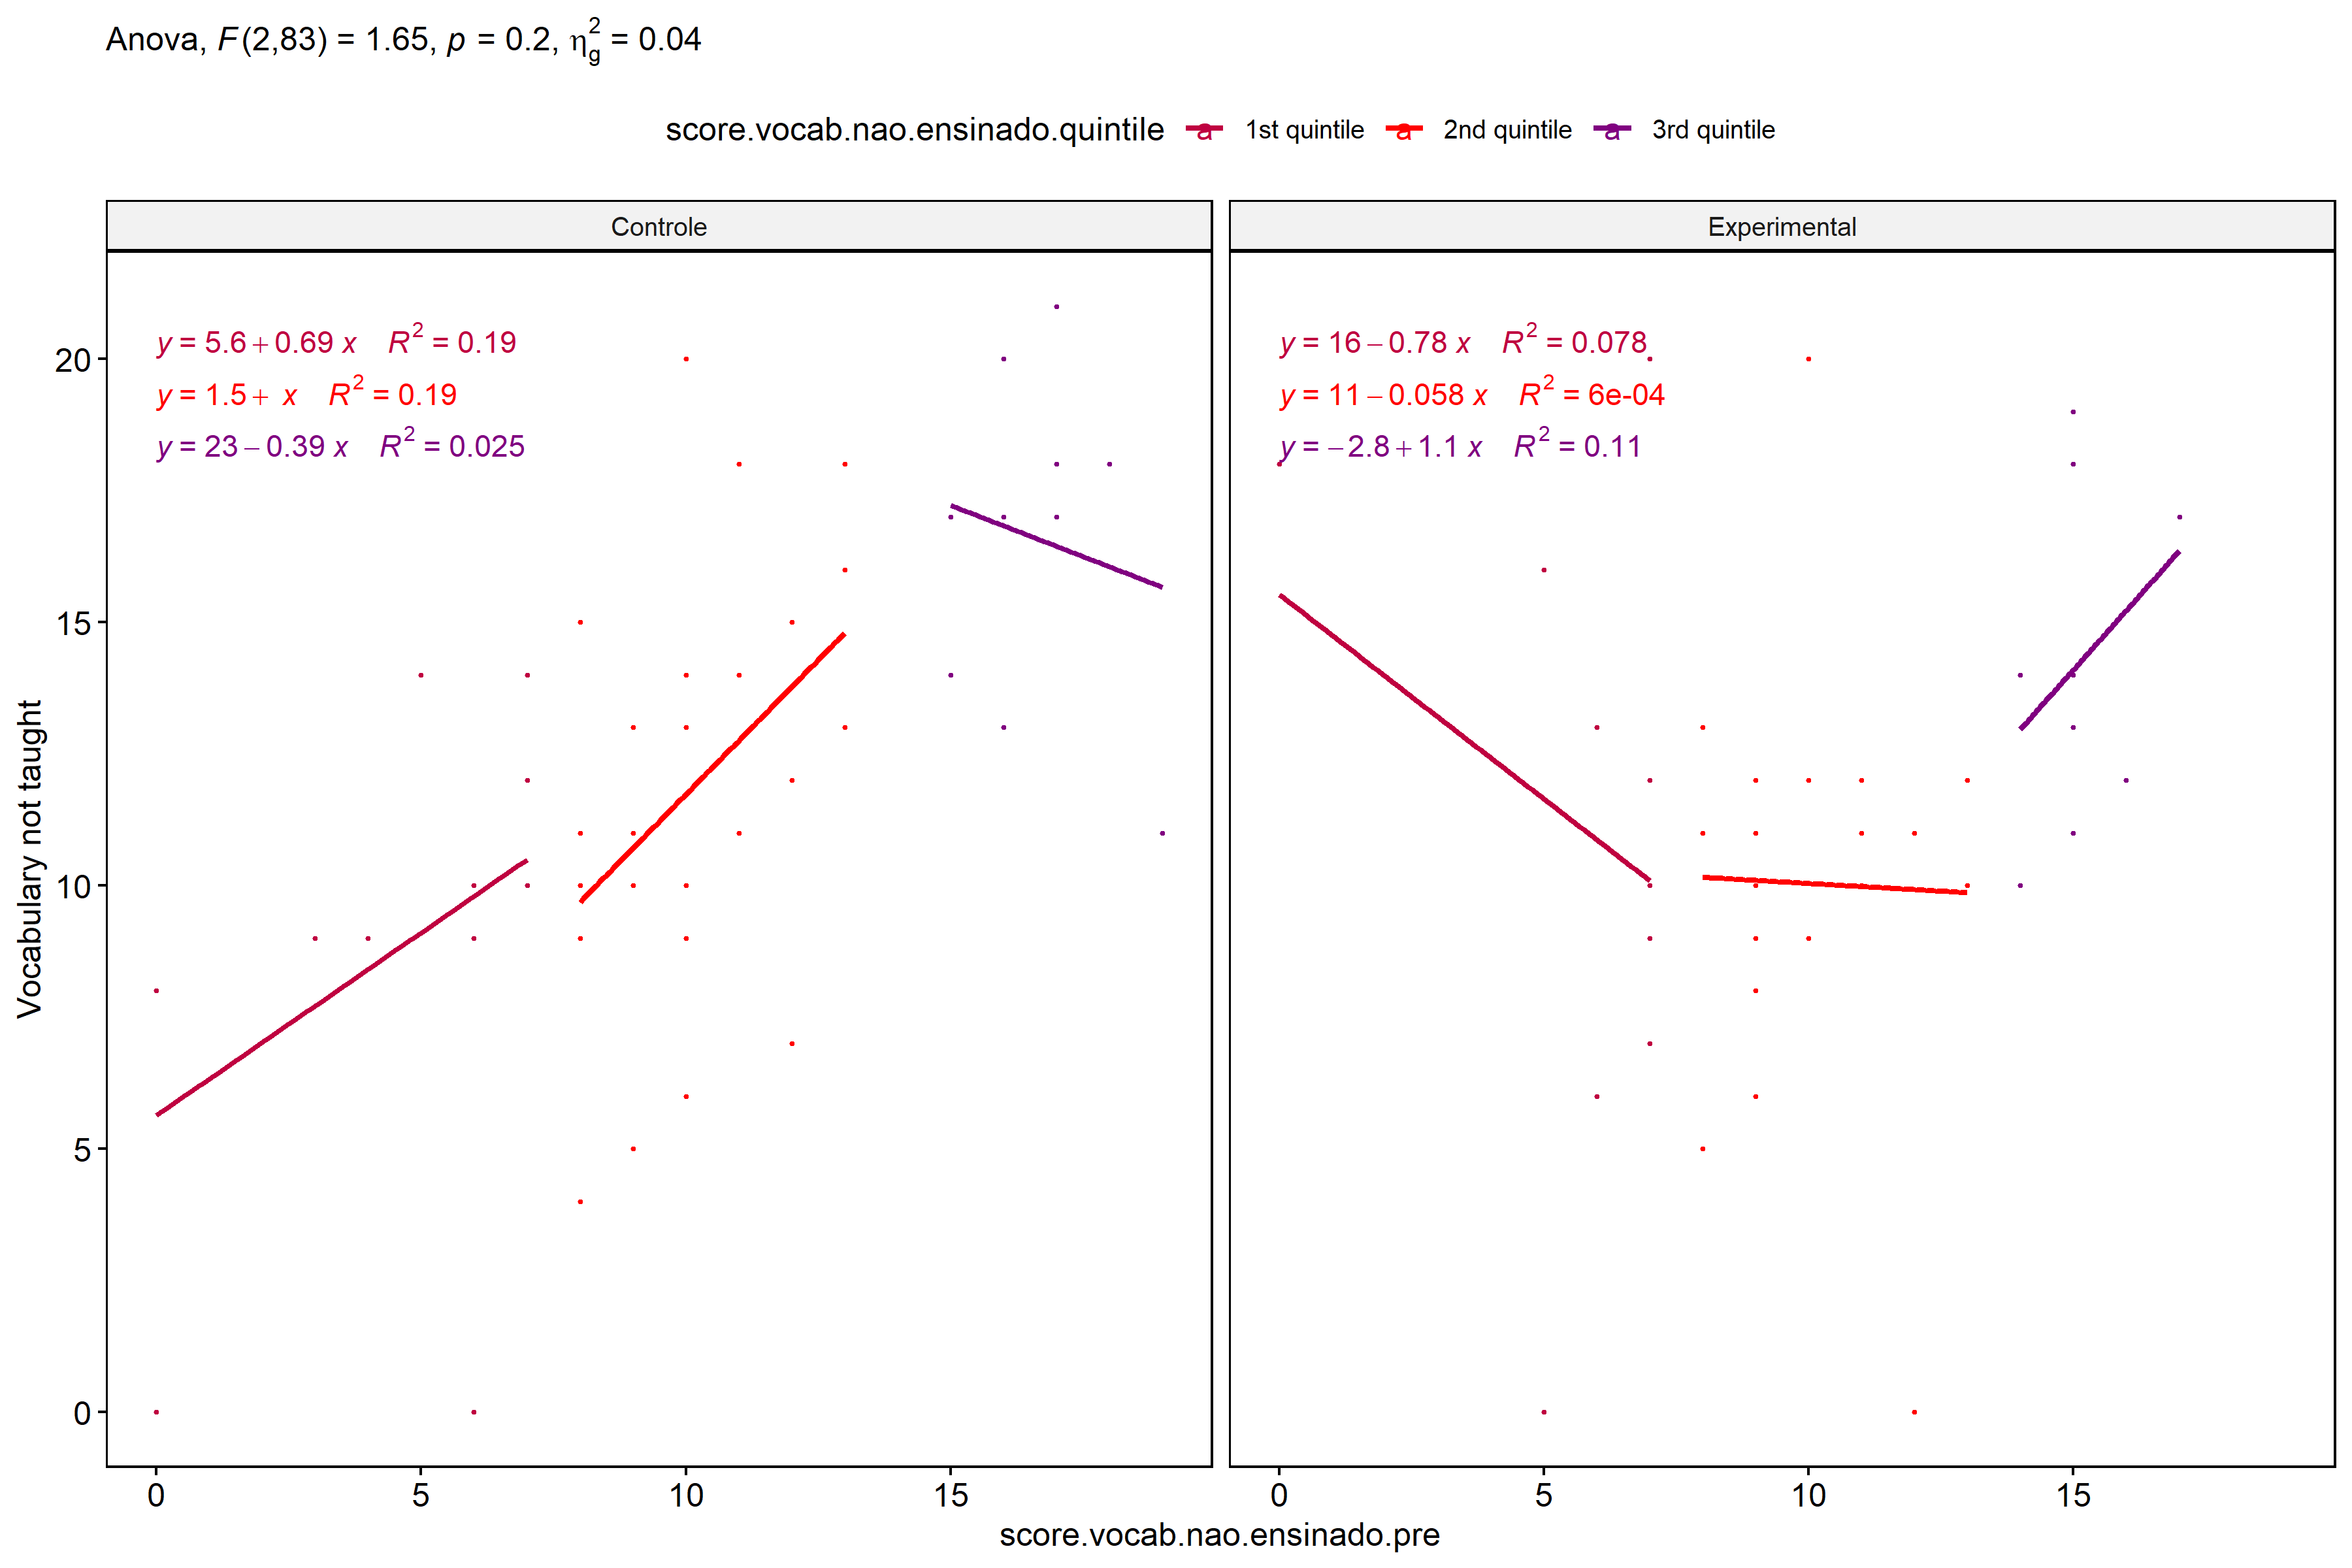 Anova, F(2,83) = 1.65, p = 0.2, η²g = 0.04
score.vocab.nao.ensinado.quintile a 1st quintile a 2nd quintile a 3rd quintile
Controle
Experimental
y = 5.6 + 0.69 x R² = 0.19
y = 1.5 + x R² = 0.19
y = 23 − 0.39 x R² = 0.025
y = 16 − 0.78 x R² = 0.078
y = 11 − 0.058 x R² = 6e-04
y = −2.8 + 1.1 x R² = 0.11
Vocabulary not taught
20
15
10
5
0
0 5 10 15
0 5 10 15
score.vocab.nao.ensinado.pre